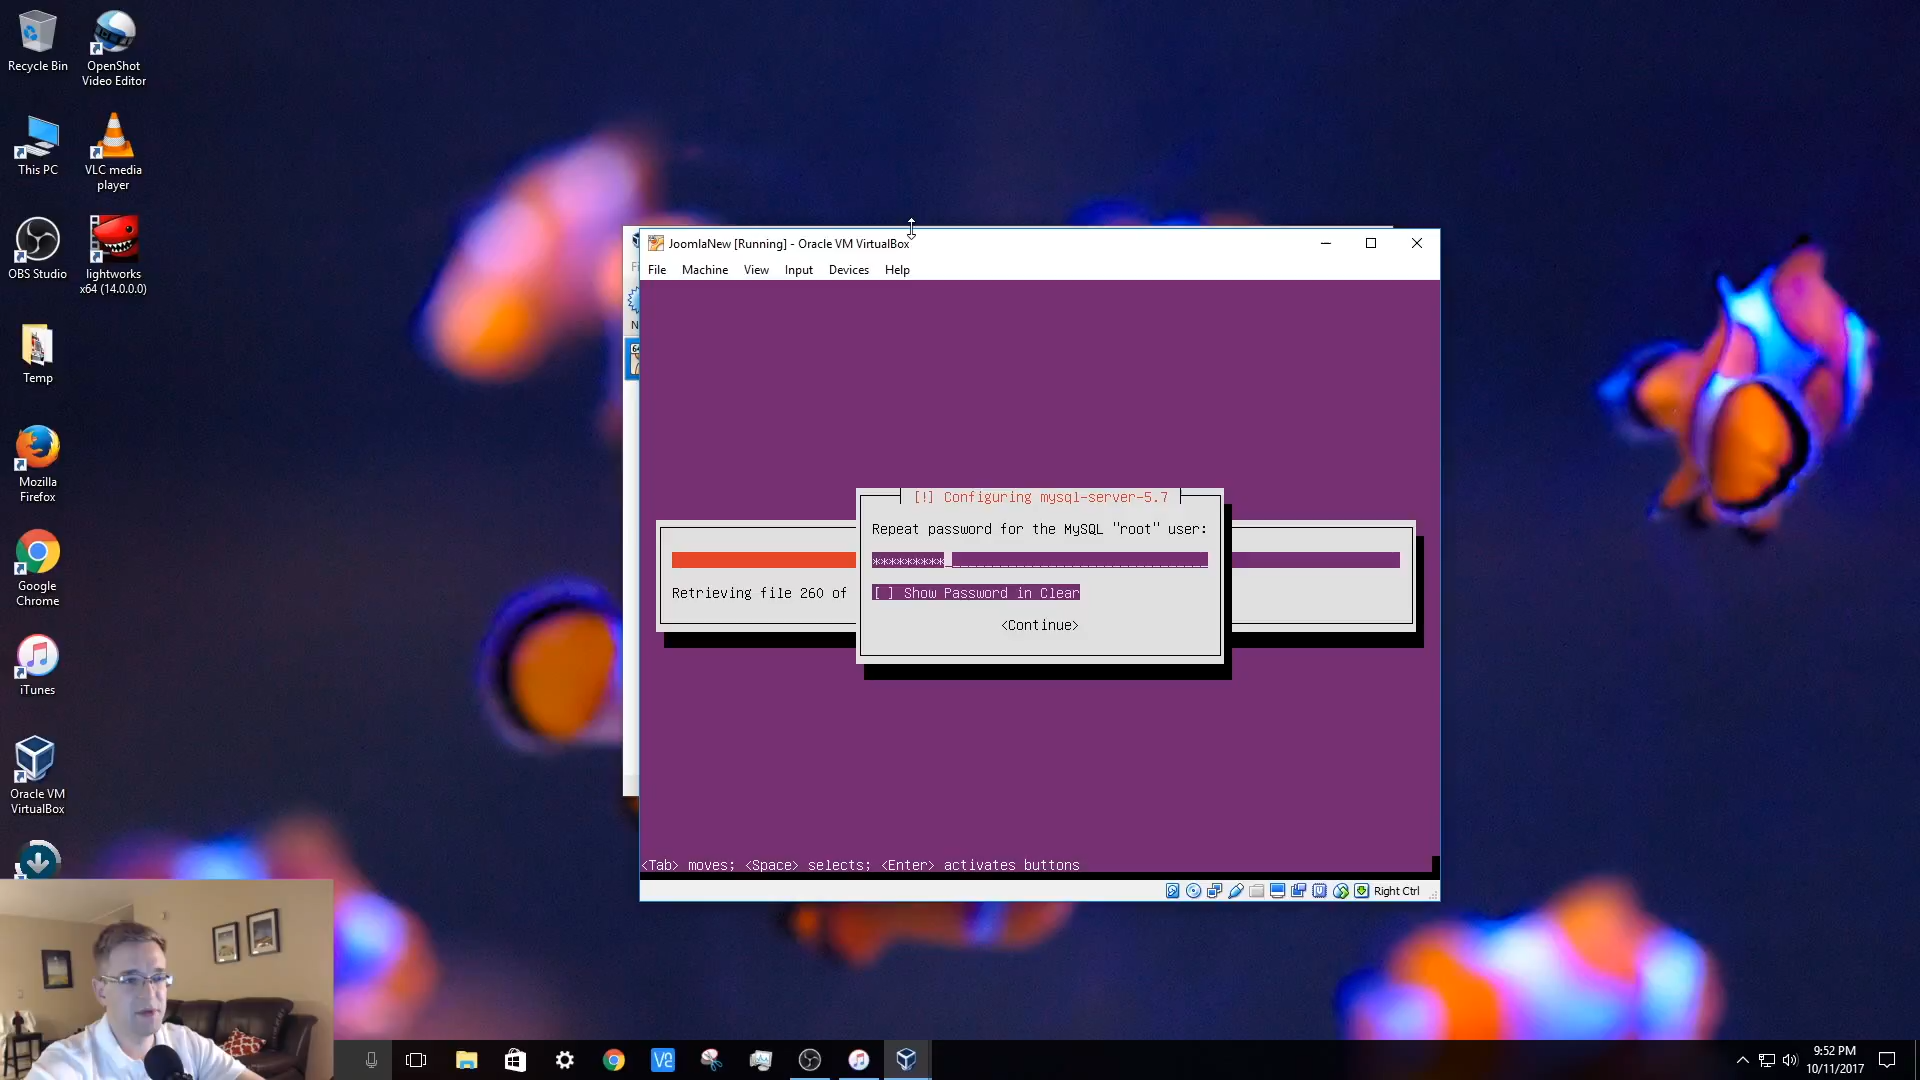 Recycle Bin
OpenShot
Video Editor
This PC
VLC media
player
OBS Studio
lightworks
x64 (14.0.0.0)
Temp
Mozilla
Firefox
Google
Chrome
iTunes
Oracle VM
VirtualBox
JoomlaNew [Running] - Oracle VM VirtualBox
File Machine View Input Devices Help
[!] Configuring mysql-server-5.7
Repeat password for the MySQL "root" user:
*********
Retrieving file 260 of
[ ] Show Password in Clear
<Continue>
<Tab> moves; <Space> selects; <Enter> activates buttons
Right Ctrl
9:52 PM
10/11/2017